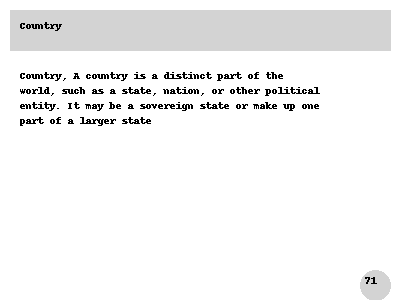 Country
Country, A country is a distinct part of the
world, such as a state, nation, or other political
entity. It may be a sovereign state or make up one
part of a larger state
71